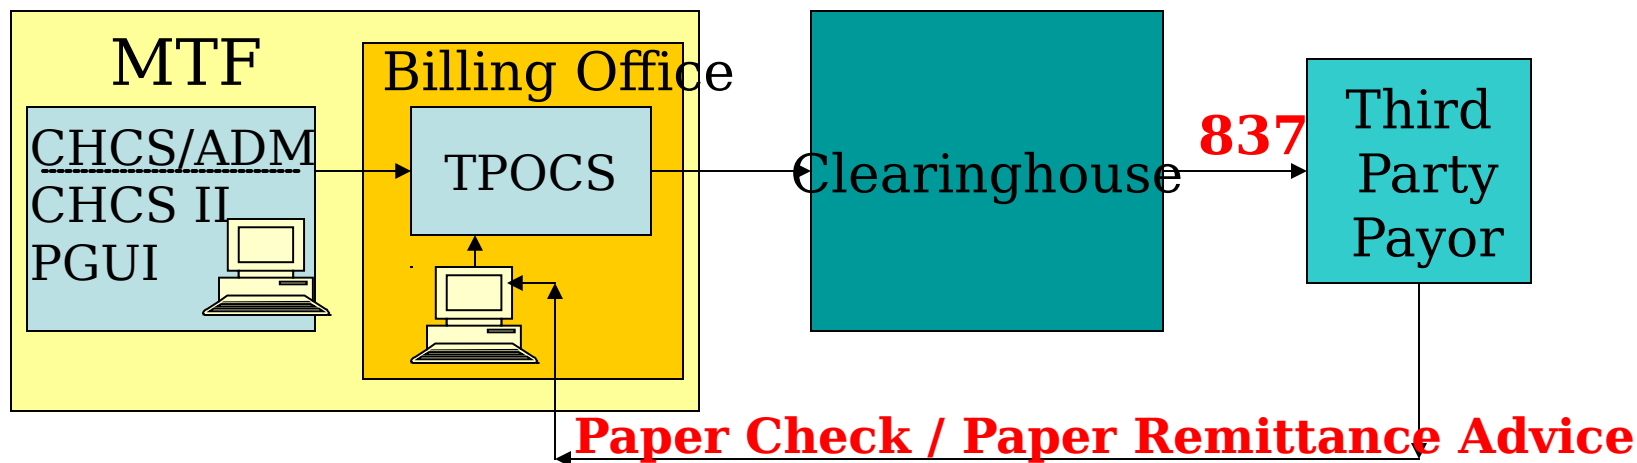 MTF
Billing Office
CHCS/ADM
CHCS II
PGUI
TPOCS
Clearinghouse
837
Third
Party
Payor
Paper Check / Paper Remittance Advice